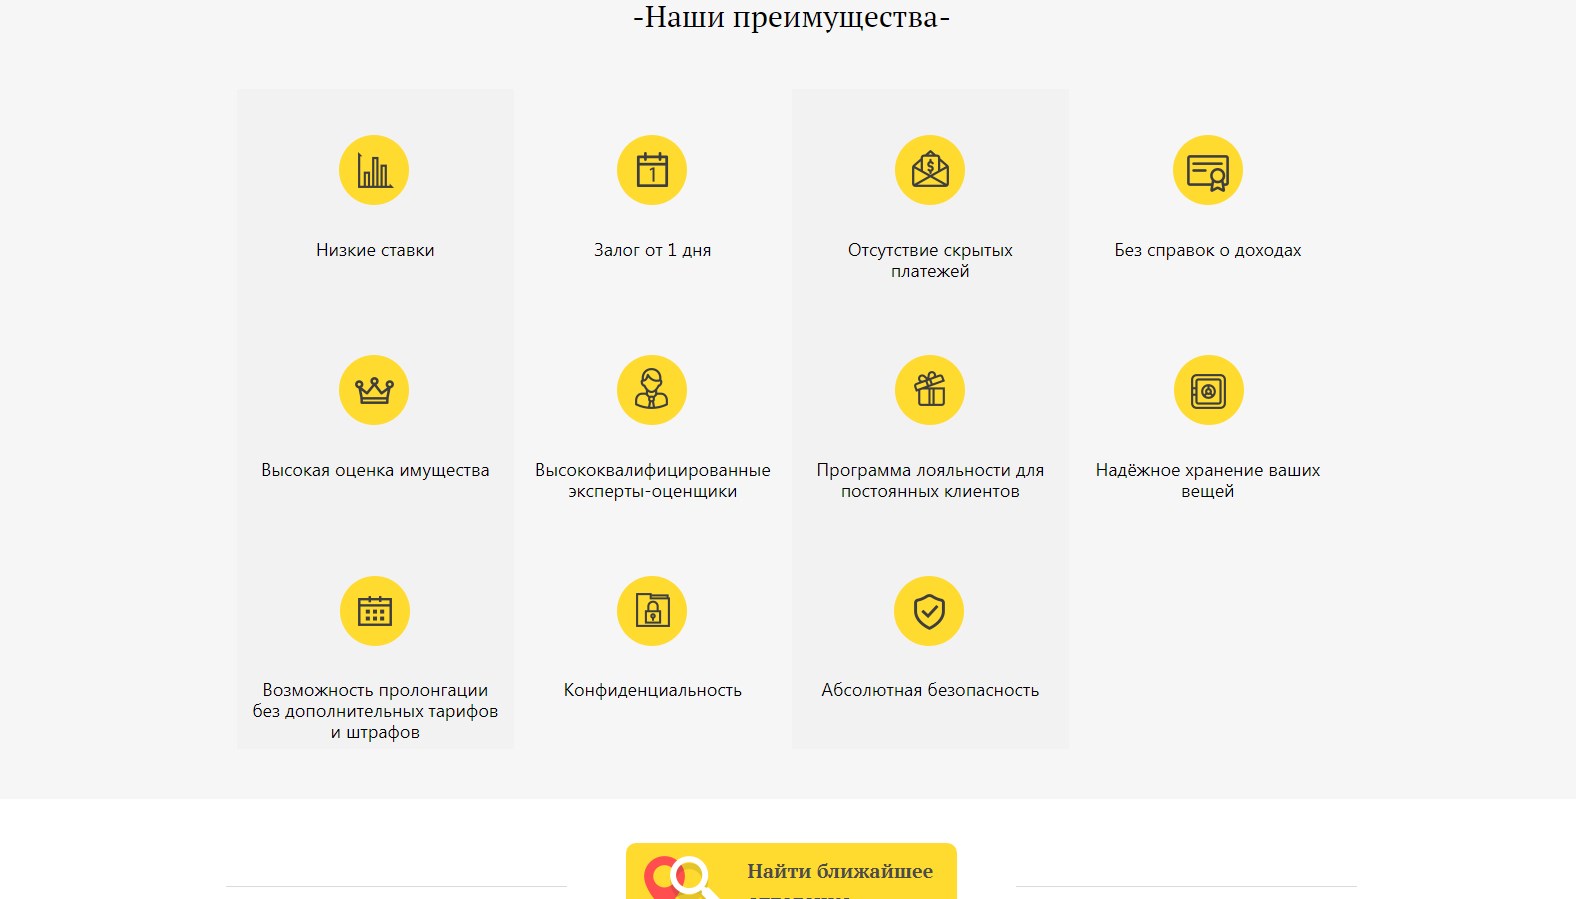 -Наши преимущества-
1
$
Низкие ставки
Залог от 1 дня
Отсутствие скрытых
платежей
Без справок о доходах
Высокая оценка имущества
Высококвалифицированные
эксперты-оценщики
Программа лояльности для
постоянных клиентов
Надёжное хранение ваших
вещей
Возможность пролонгации
без дополнительных тарифов
и штрафов
Конфиденциальность
Абсолютная безопасность
Найти ближайшее